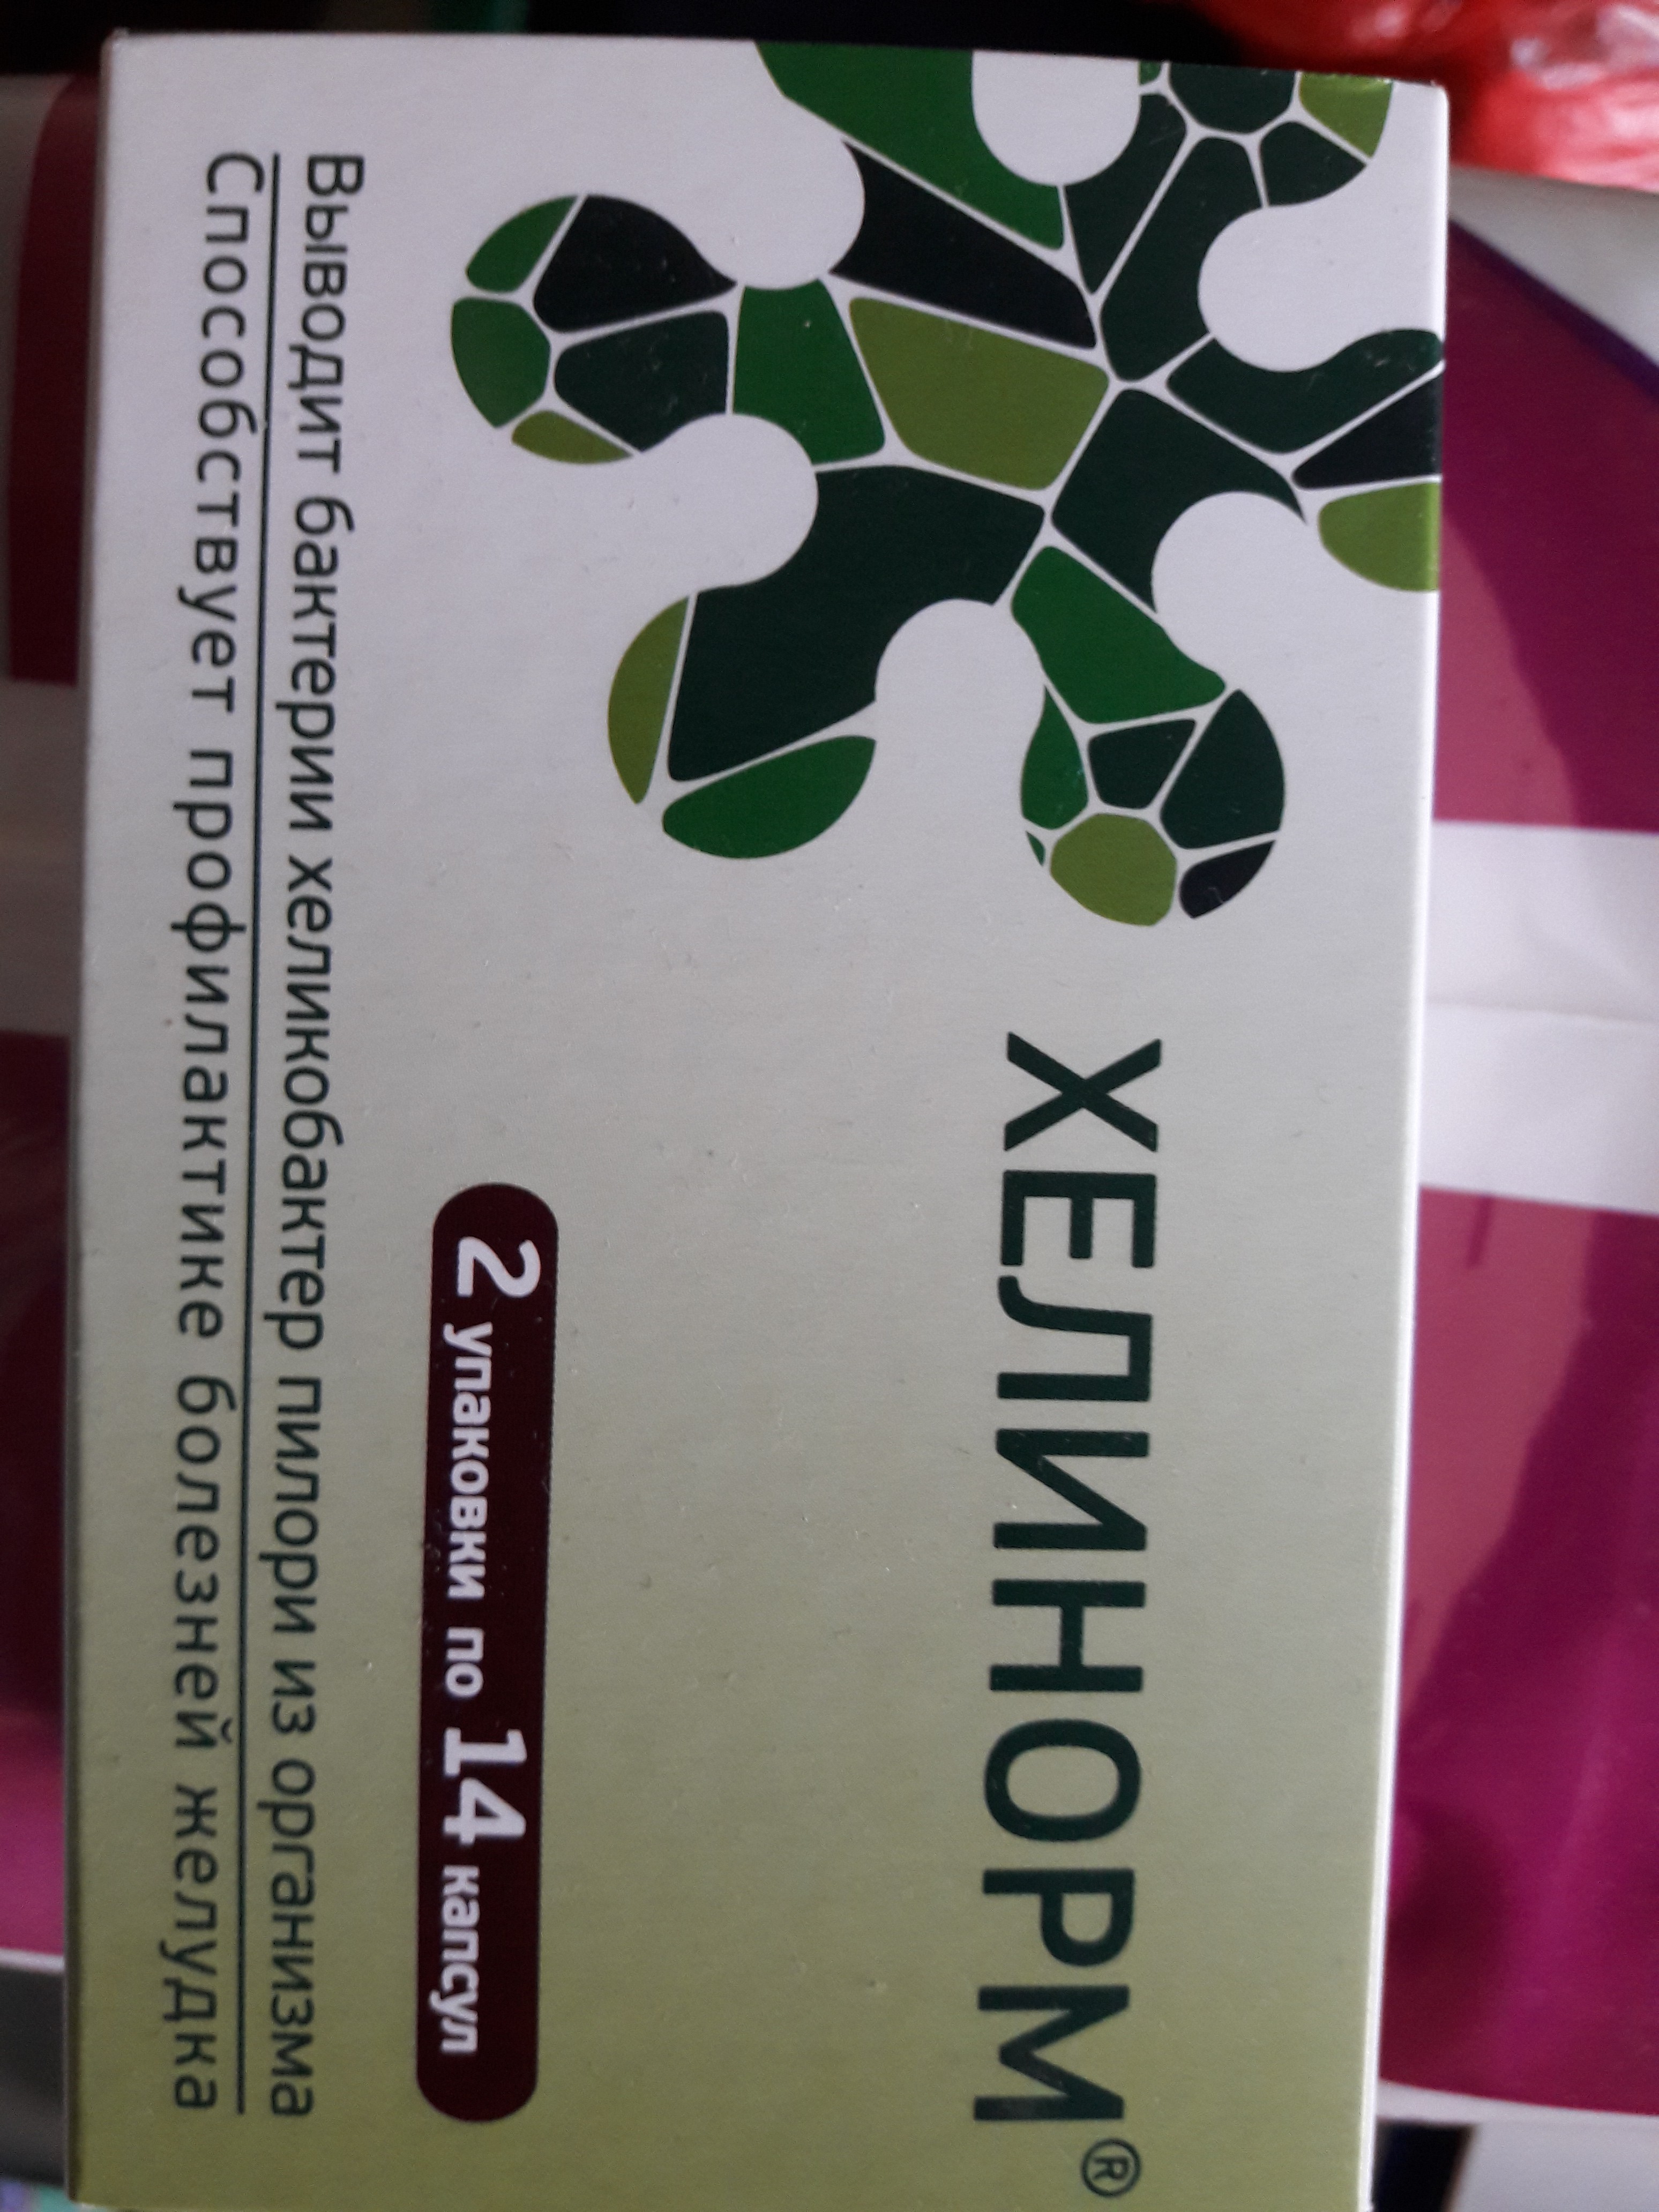 ХЕЛИНОРМ®
2 упаковки по 14 капсул
Выводит бактерии хеликобактер пилори из организма
Способствует профилактике болезней желудка